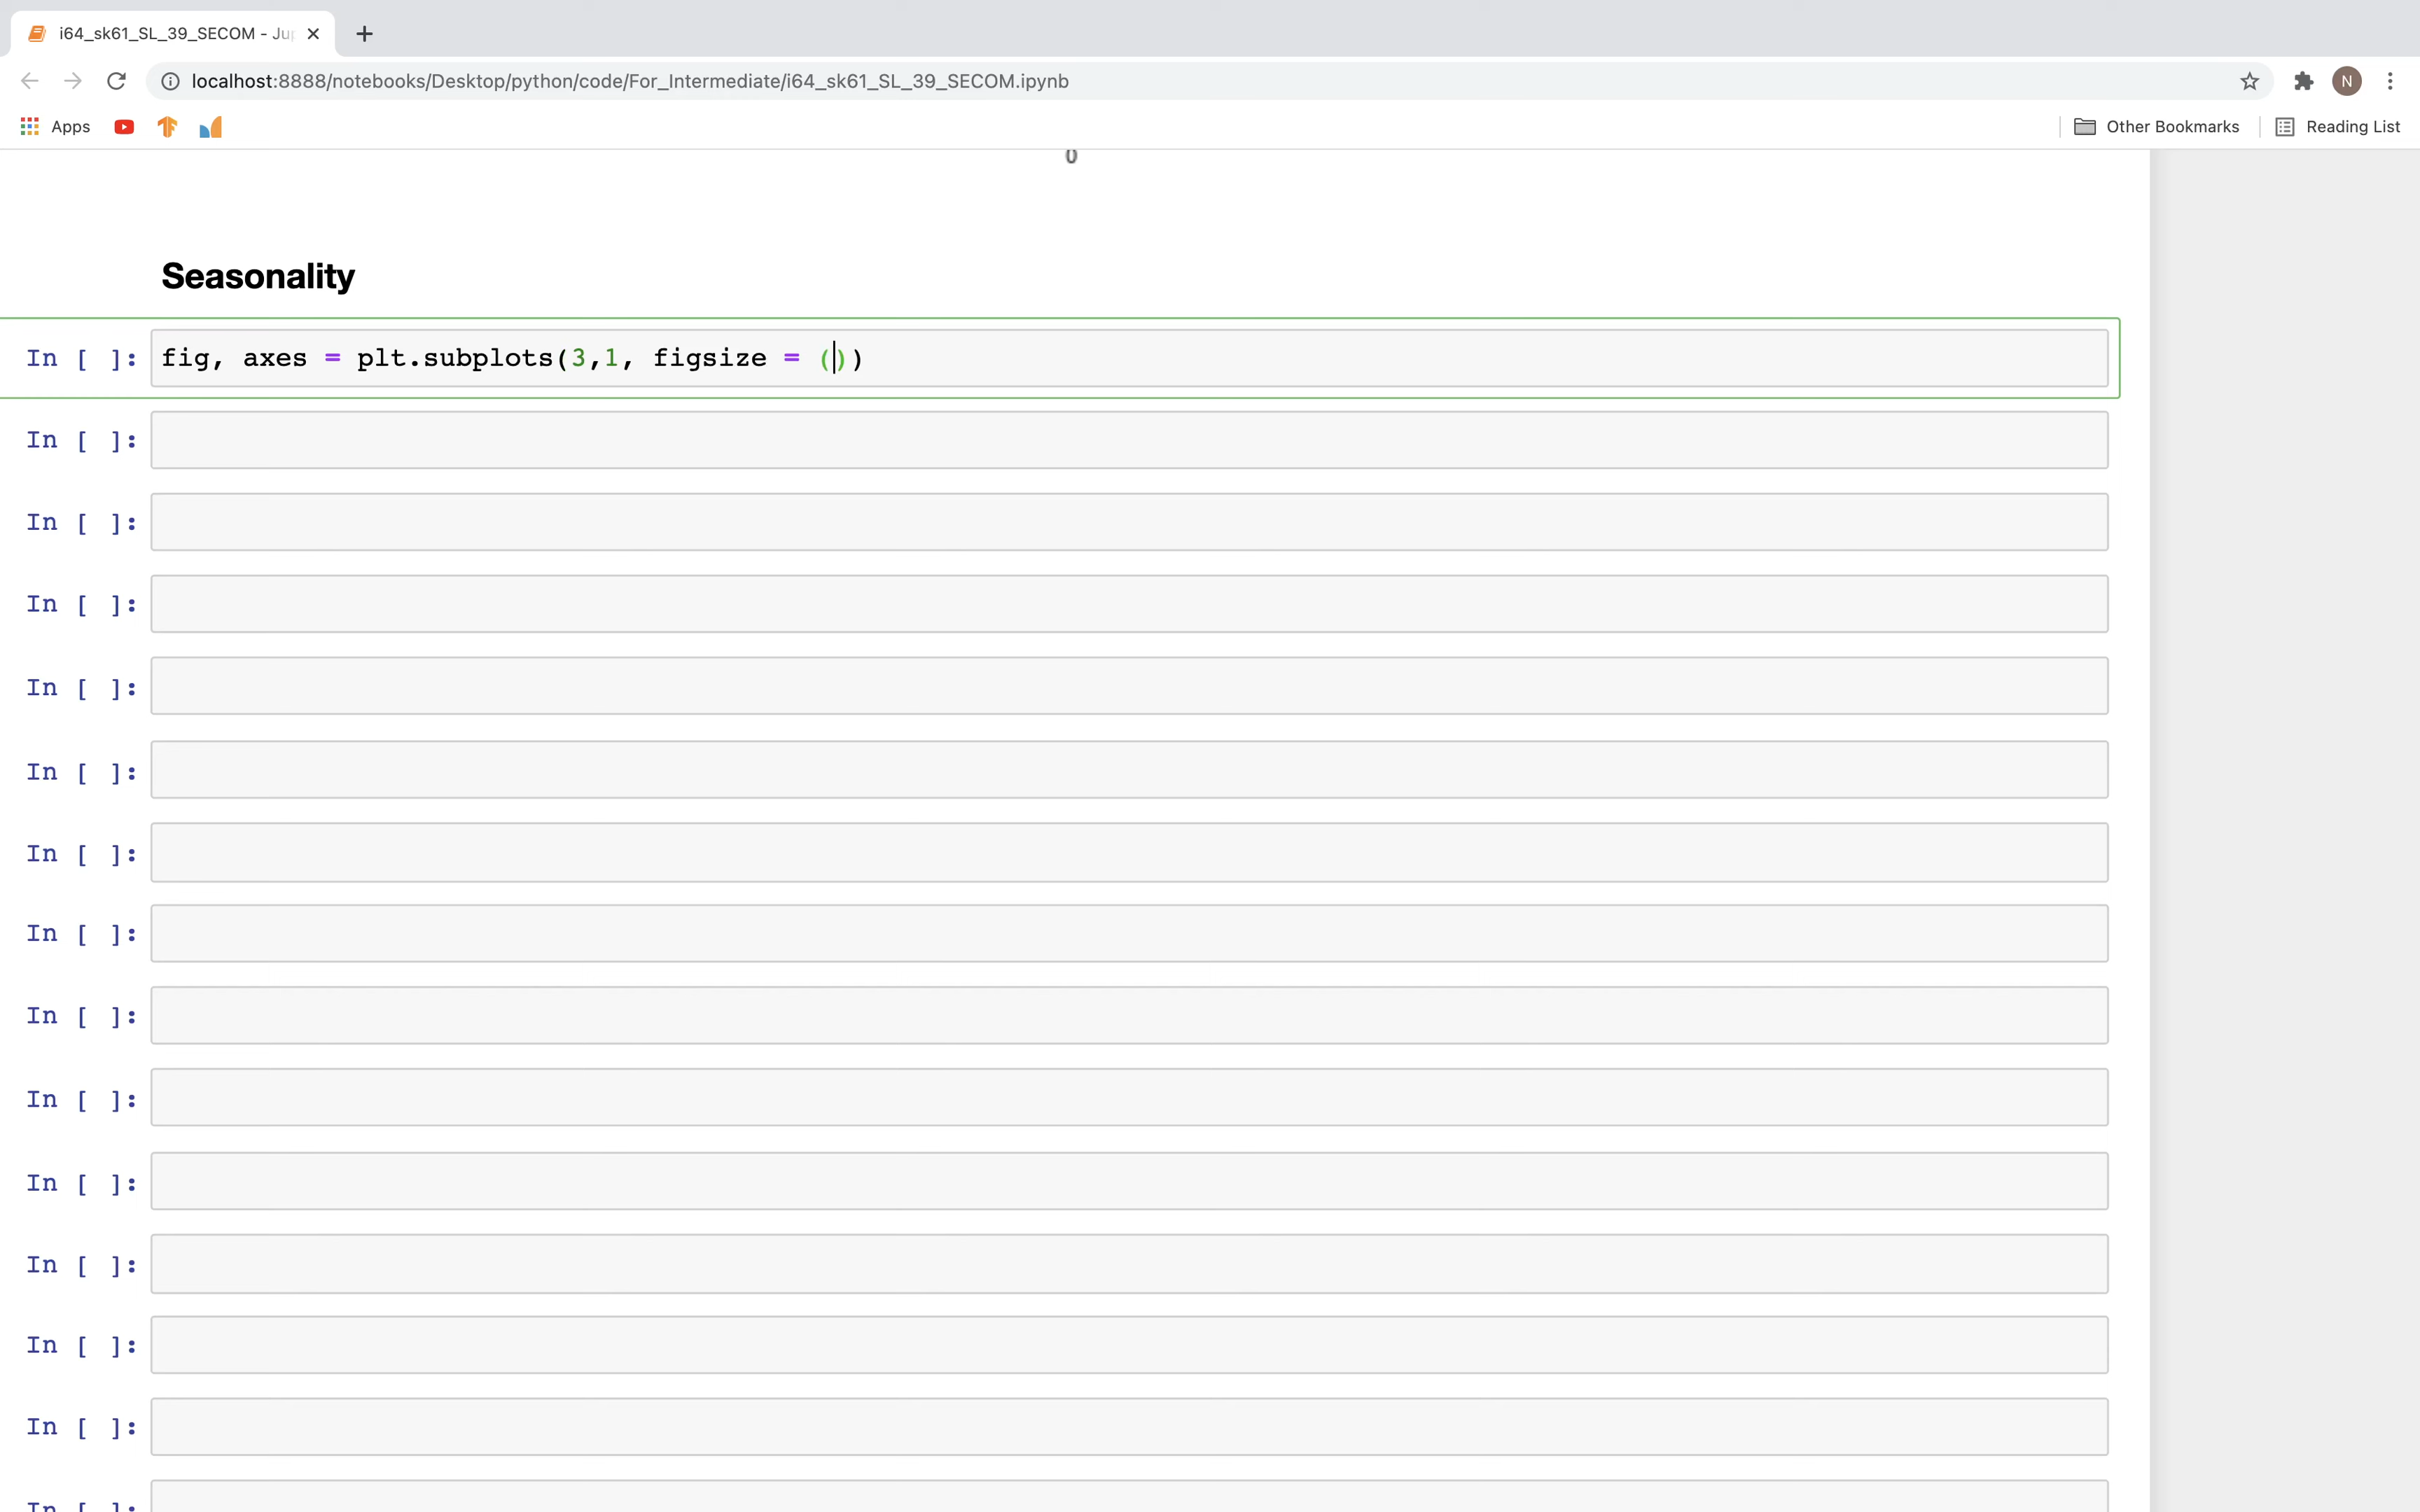 i64_sk61_SL_39_SECOM - Ju
localhost:8888/notebooks/Desktop/python/code/For_Intermediate/i64_sk61_SL_39_SECOM.ipynb
N
Apps
Other Bookmarks
Reading List
0
Seasonality
In [ ]: fig, axes = plt.subplots(3,1, figsize = ())
In [ ]:
In [ ]:
In [ ]:
In [ ]:
In [ ]:
In [ ]:
In [ ]:
In [ ]:
In [ ]:
In [ ]:
In [ ]:
In [ ]:
In [ ]:
In [ ]: